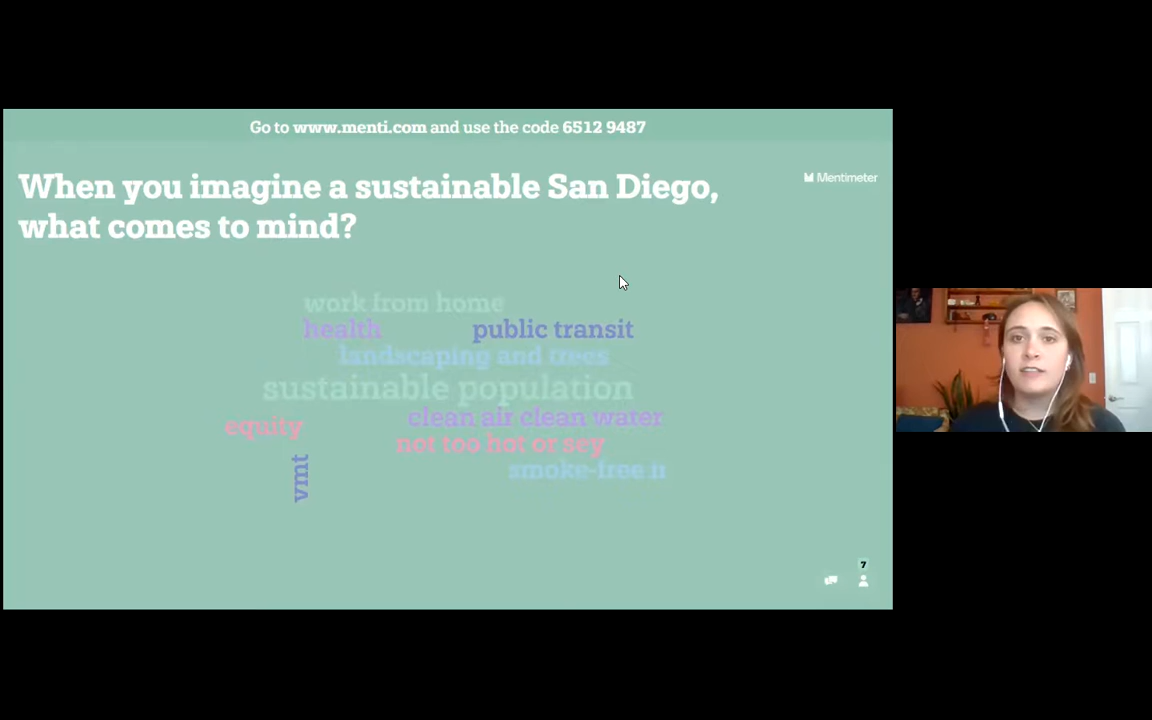 Go to www.menti.com and use the code 6512 9487
When you imagine a sustainable San Diego,
what comes to mind?
Mentimeter
work from home
health
public transit
landscaping and trees
sustainable population
clean air clean water
equity
not too hot or sey
smoke-free
vmt
7